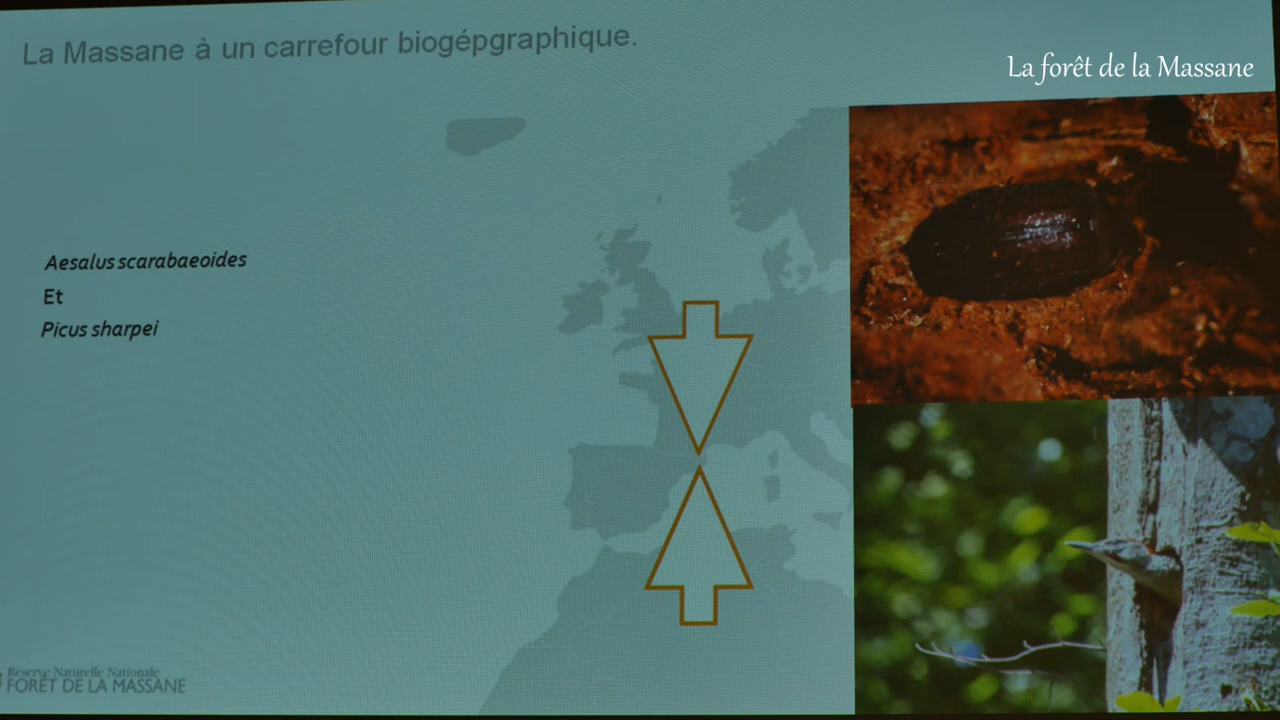 La Massane à un carrefour biogépgraphique.
La forêt de la Massane
Aesalus scarabaeoides
Et
Picus sharpei
Réserve Naturelle Nationale
FORÊT DE LA MASSANE